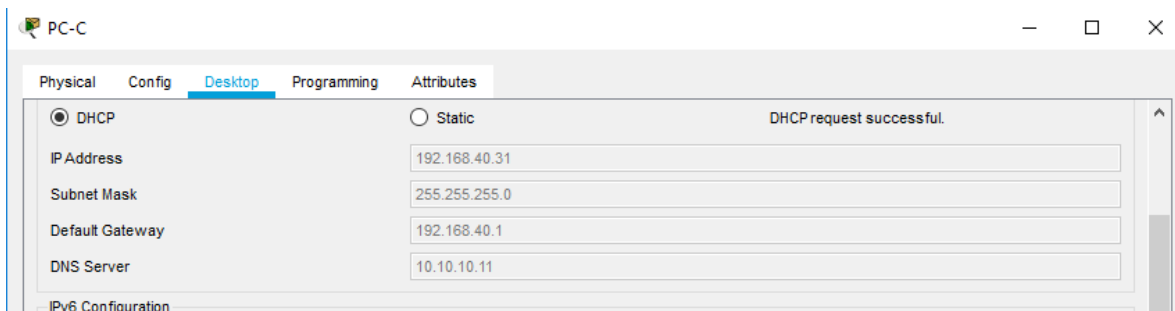 PC-C
Physical Config Desktop Programming Attributes
DHCP Static DHCP request successful.
IP Address 192.168.40.31
Subnet Mask 255.255.255.0
Default Gateway 192.168.40.1
DNS Server 10.10.10.11
IPv6 Configuration